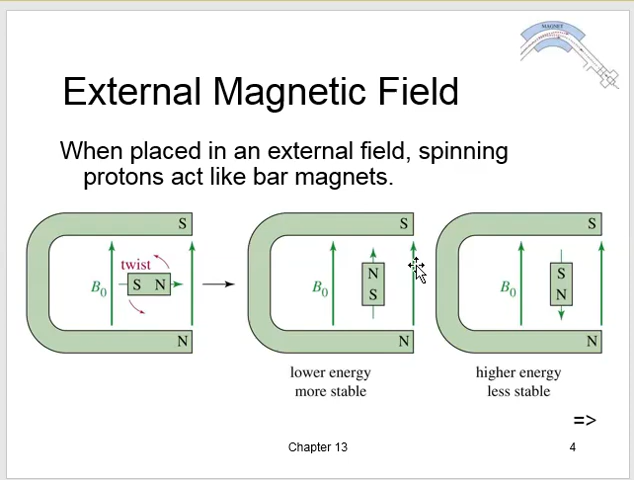 MAGNET
External Magnetic Field
When placed in an external field, spinning
protons act like bar magnets.
S
twist
B₀
S N
N
S
B₀
N
S
N
S
B₀
S
N
N
lower energy
more stable
higher energy
less stable
=>
Chapter 13
4